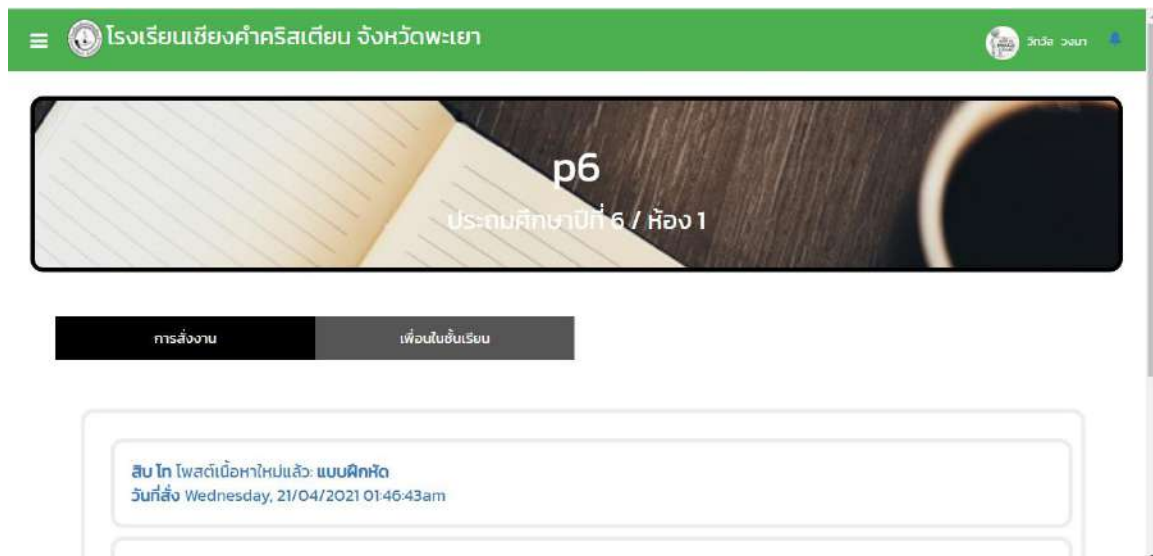 โรงเรียนเชียงคำคริสเตียน จังหวัดพะเยา
วิทวัส วงมา
p6
ประถมศึกษาปีที่ 6 / ห้อง 1
การสั่งงาน
เพื่อนในชั้นเรียน
สิบ โท โพสต์เนื้อหาใหม่แล้ว: แบบฝึกหัด
วันที่สั่ง Wednesday, 21/04/2021 01:46:43am